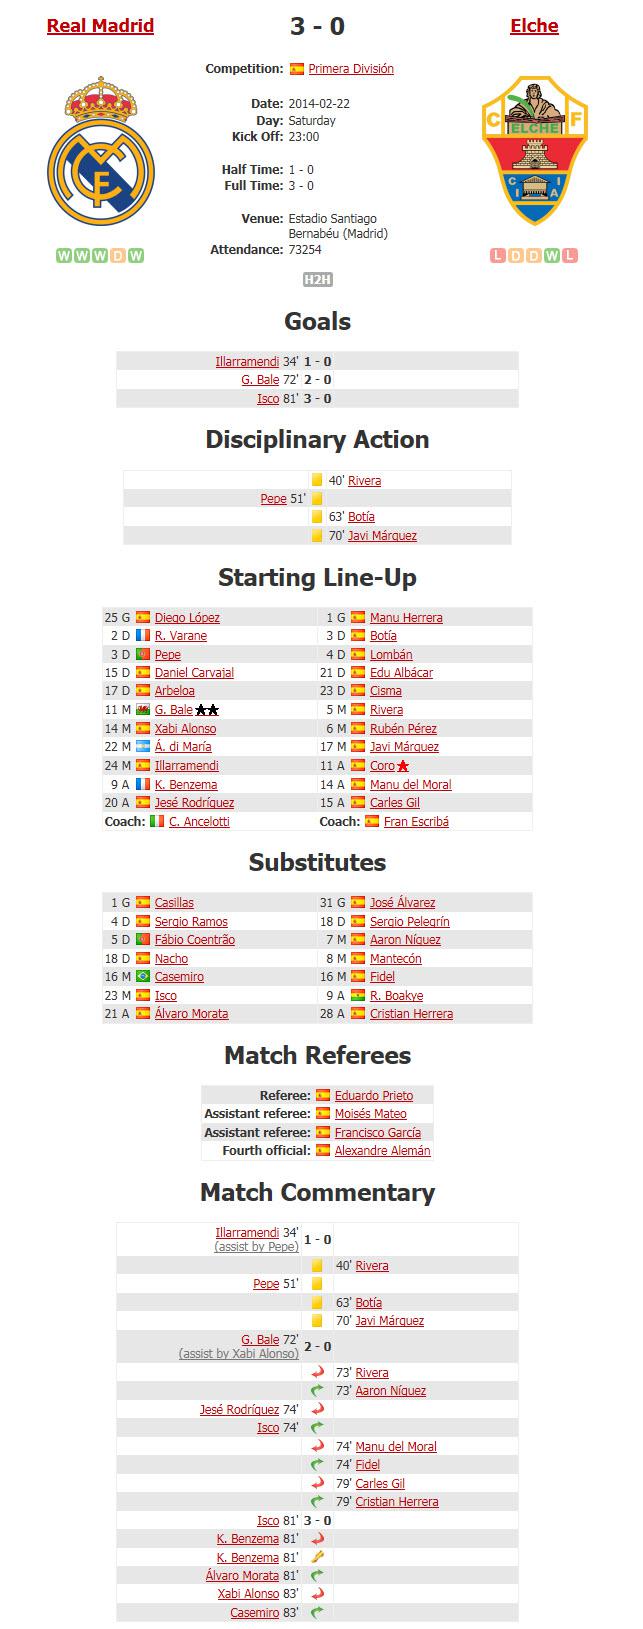 Real Madrid 3 - 0 Elche
Competition: Primera División
Date: 2014-02-22
Day: Saturday
Kick Off: 23:00
Half Time: 1 - 0
Full Time: 3 - 0
Venue: Estadio Santiago
Bernabéu (Madrid)
Attendance: 73254
C F
ELCHE
C I
I A
W W W D W
L D D W L
H2H
Goals
Illarramendi 34' 1 - 0
G. Bale 72' 2 - 0
Isco 81' 3 - 0
Disciplinary Action
40' Rivera
Pepe 51'
63' Botía
70' Javi Márquez
Starting Line-Up
25 G Diego López 1 G Manu Herrera
2 D R. Varane 3 D Botía
3 D Pepe 4 D Lombán
15 D Daniel Carvajal 21 D Edu Albácar
17 D Arbeloa 23 D Cisma
11 M G. Bale 5 M Rivera
14 M Xabi Alonso 6 M Rubén Pérez
22 M Á. di María 17 M Javi Márquez
24 M Illarramendi 11 A Coro
9 A K. Benzema 14 A Manu del Moral
20 A Jesé Rodríguez 15 A Carles Gil
Coach: C. Ancelotti Coach: Fran Escribá
Substitutes
1 G Casillas 31 G José Álvarez
4 D Sergio Ramos 18 D Sergio Pelegrín
5 D Fábio Coentrão 7 M Aaron Níguez
18 D Nacho 8 M Mantecón
16 M Casemiro 16 M Fidel
23 M Isco 9 A R. Boakye
21 A Álvaro Morata 28 A Cristian Herrera
Match Referees
Referee: Eduardo Prieto
Assistant referee: Moisés Mateo
Assistant referee: Francisco García
Fourth official: Alexandre Alemán
Match Commentary
Illarramendi 34' 1 - 0
(assist by Pepe)
40' Rivera
Pepe 51'
63' Botía
70' Javi Márquez
G. Bale 72' 2 - 0
(assist by Xabi Alonso)
73' Rivera
73' Aaron Níguez
Jesé Rodríguez 74'
Isco 74'
74' Manu del Moral
74' Fidel
79' Carles Gil
79' Cristian Herrera
Isco 81' 3 - 0
K. Benzema 81'
K. Benzema 81'
Álvaro Morata 81'
Xabi Alonso 83'
Casemiro 83'